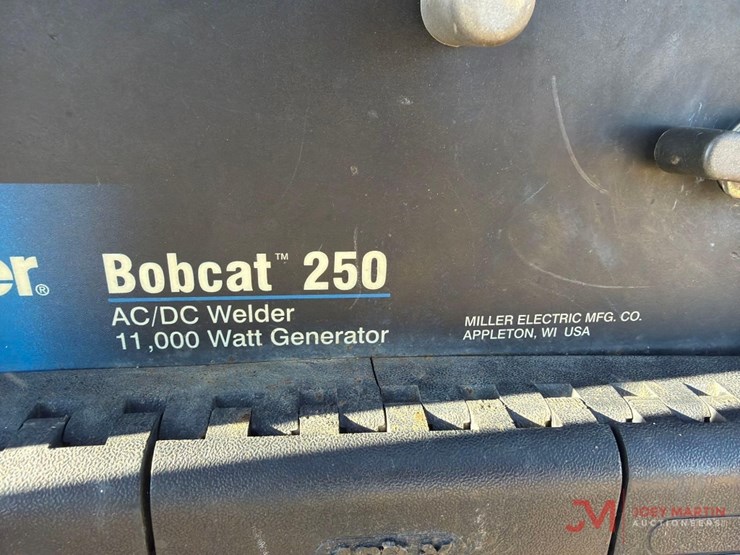 er®
Bobcat™ 250
AC/DC Welder
11,000 Watt Generator
MILLER ELECTRIC MFG. CO.
APPLETON, WI USA
JOEY MARTIN
AUCTIONEERS